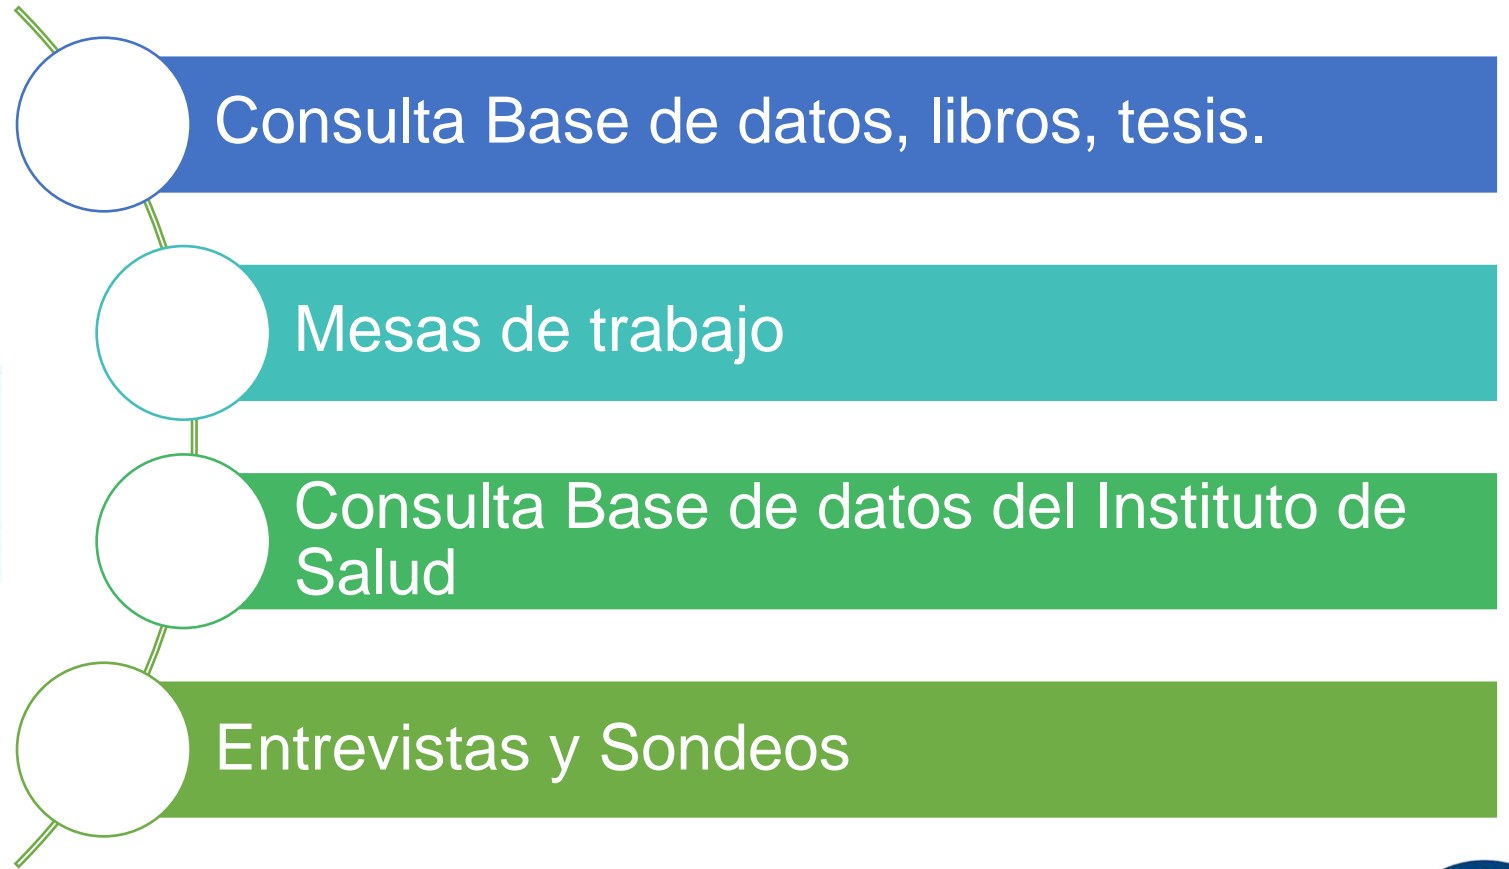 Consulta Base de datos, libros, tesis.
Mesas de trabajo
Consulta Base de datos del Instituto de
Salud
Entrevistas y Sondeos